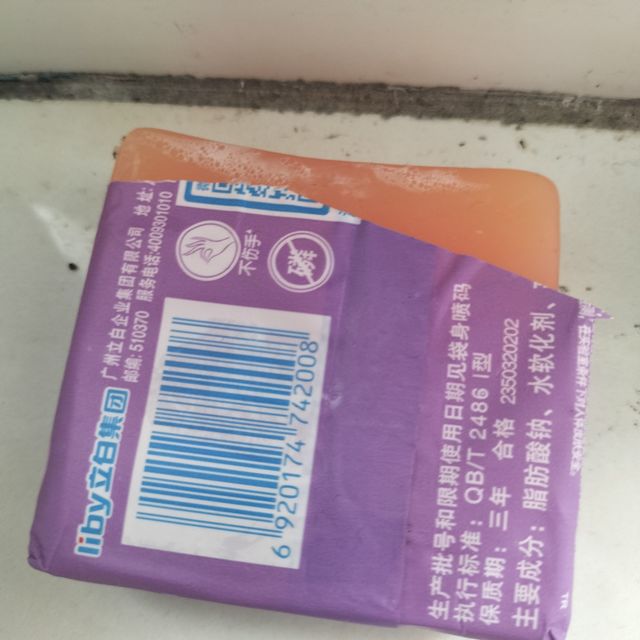 liby立白集团
广州立白企业集团有限公司 地址:
邮编: 510370 服务电话:4008301010
不伤手
磷
6 920174 742008
生产批号和限期使用日期见袋身喷码
执行标准: QB/T 2486 I型
保质期: 三年 合格 2350320202
主要成分: 脂肪酸钠、水软化剂、